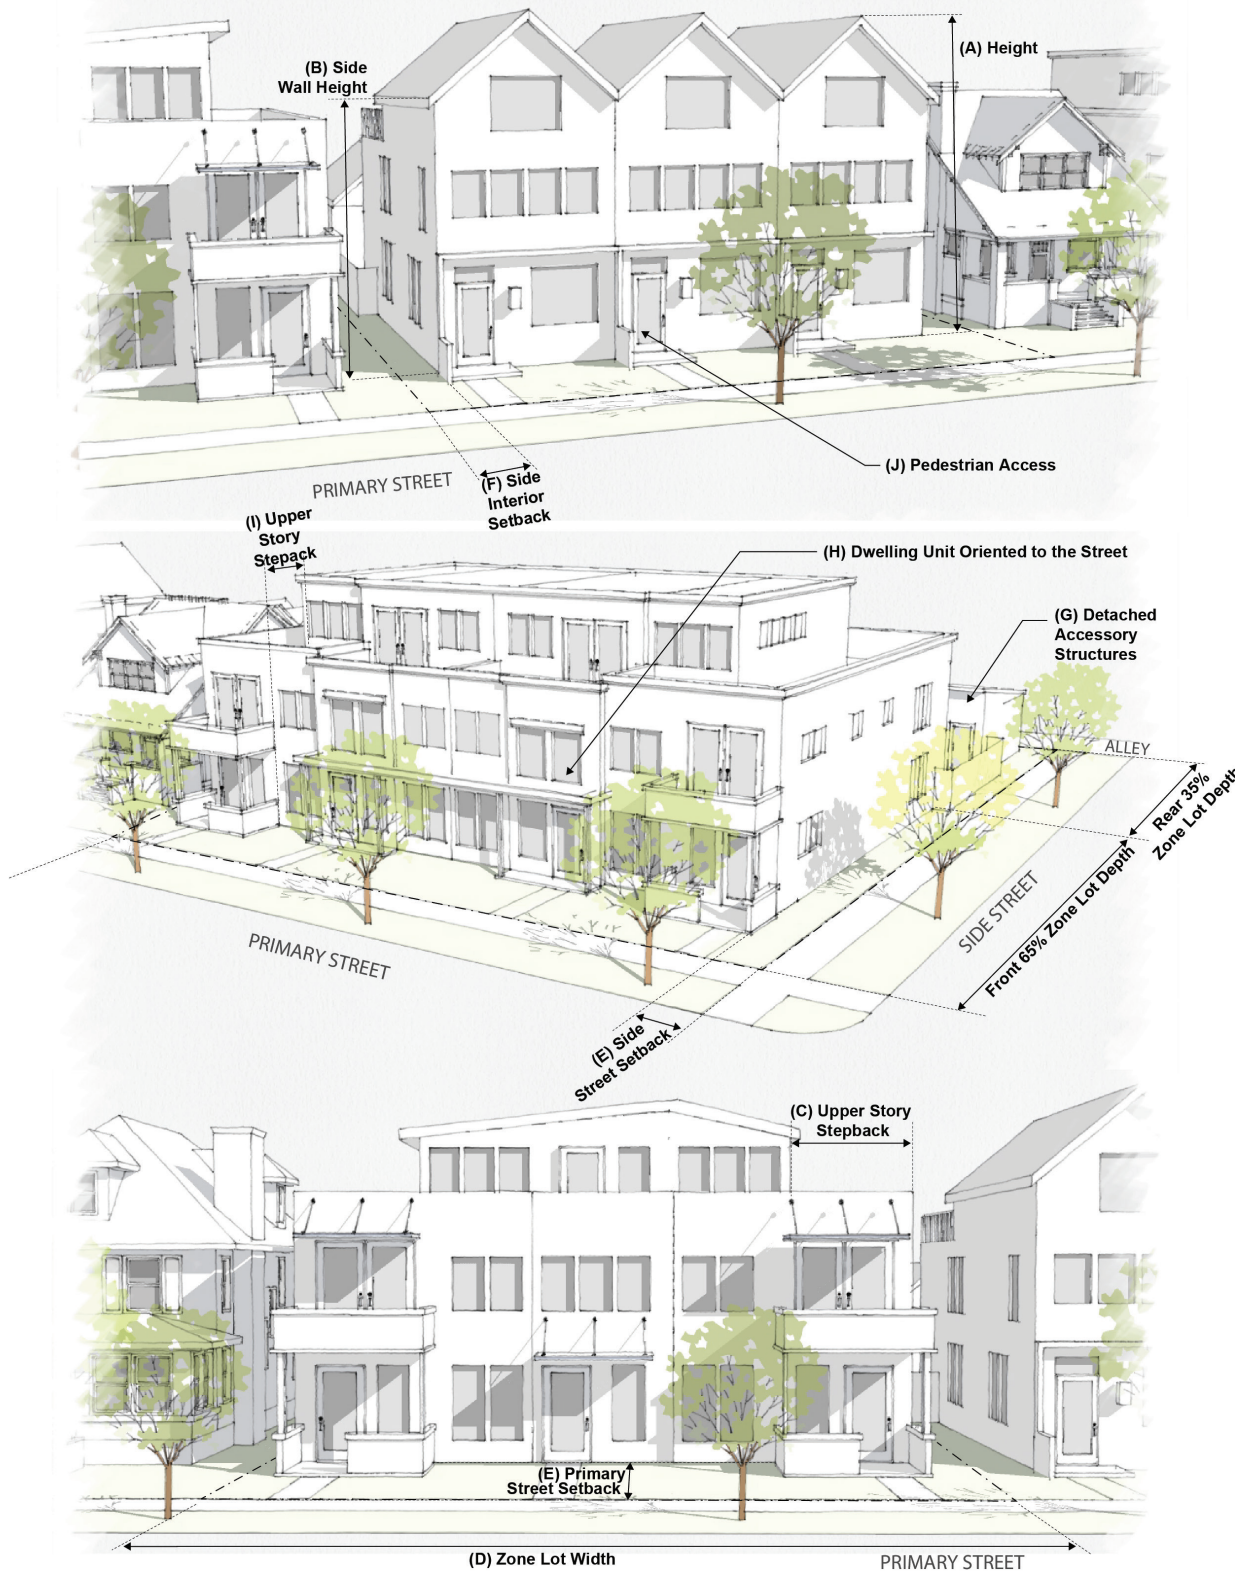 (A) Height
(B) Side
Wall Height
(J) Pedestrian Access
PRIMARY STREET
(F) Side
Interior
Setback
(I) Upper
Story
Stepack
(H) Dwelling Unit Oriented to the Street
(G) Detached
Accessory
Structures
ALLEY
Rear 35%
Zone Lot Depth
Front 65% Zone Lot Depth
SIDE STREET
PRIMARY STREET
(E) Side
Street Setback
(C) Upper Story
Stepback
(E) Primary
Street Setback
(D) Zone Lot Width
PRIMARY STREET